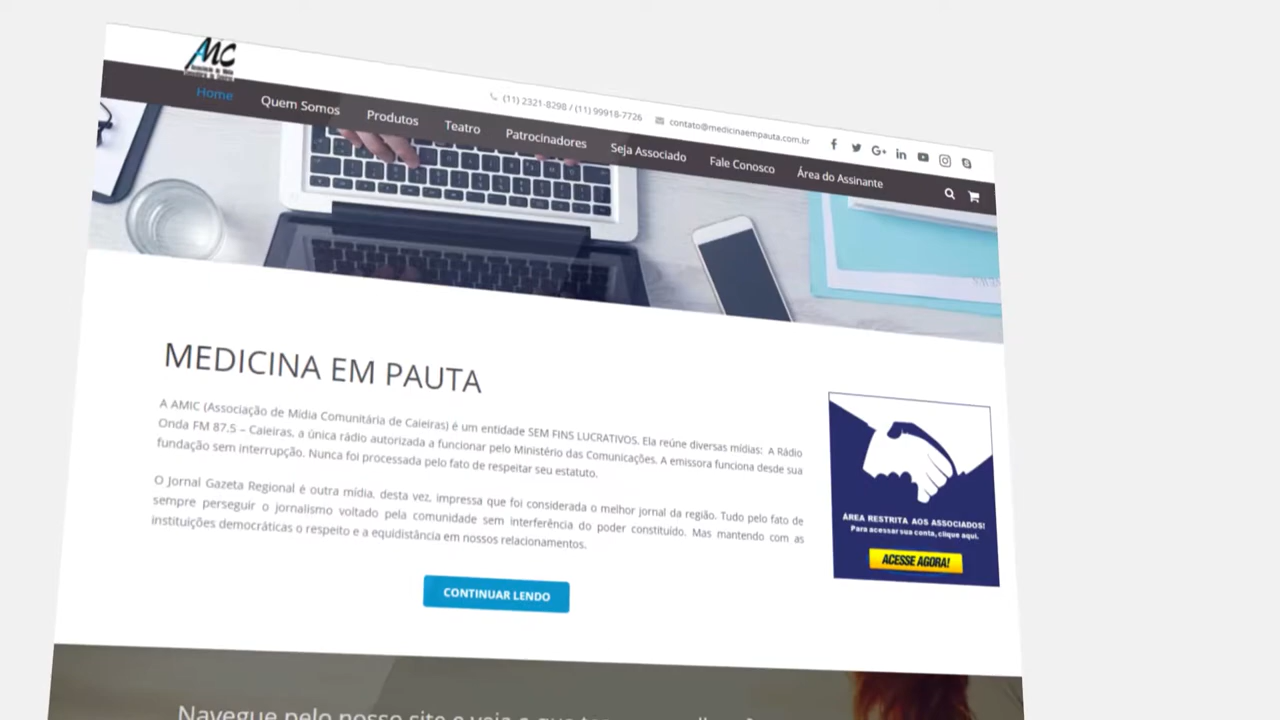 AMC
(11) 2321-8298 / (11) 99918-7726
contato@medicinaempauta.com.br
Home
Quem Somos
Produtos
Teatro
Patrocinadores
Seja Associado
Fale Conosco
Área do Assinante
MEDICINA EM PAUTA
A AMIC (Associação de Mídia Comunitária de Caieiras) é um entidade SEM FINS LUCRATIVOS. Ela reúne diversas mídias: A Rádio
Onda FM 87.5 – Caleiras, a única rádio autorizada a funcionar pelo Ministério das Comunicações. A emissora funciona desde sua
fundação sem interrupção. Nunca foi processada pelo fato de respeitar seu estatuto.
O Jornal Gazeta Regional é outra mídia, desta vez, impressa que foi considerada o melhor jornal da região. Tudo pelo fato de
sempre perseguir o jornalismo voltado pela comunidade sem interferência do poder constituído. Mas mantendo com as
instituições democráticas o respeito e a equidistância em nossos relacionamentos.
CONTINUAR LENDO
ÁREA RESTRITA AOS ASSOCIADOS!
Para acessar sua conta, clique aqui.
ACESSE AGORA!
Navegue pelo nosso site e veja o que